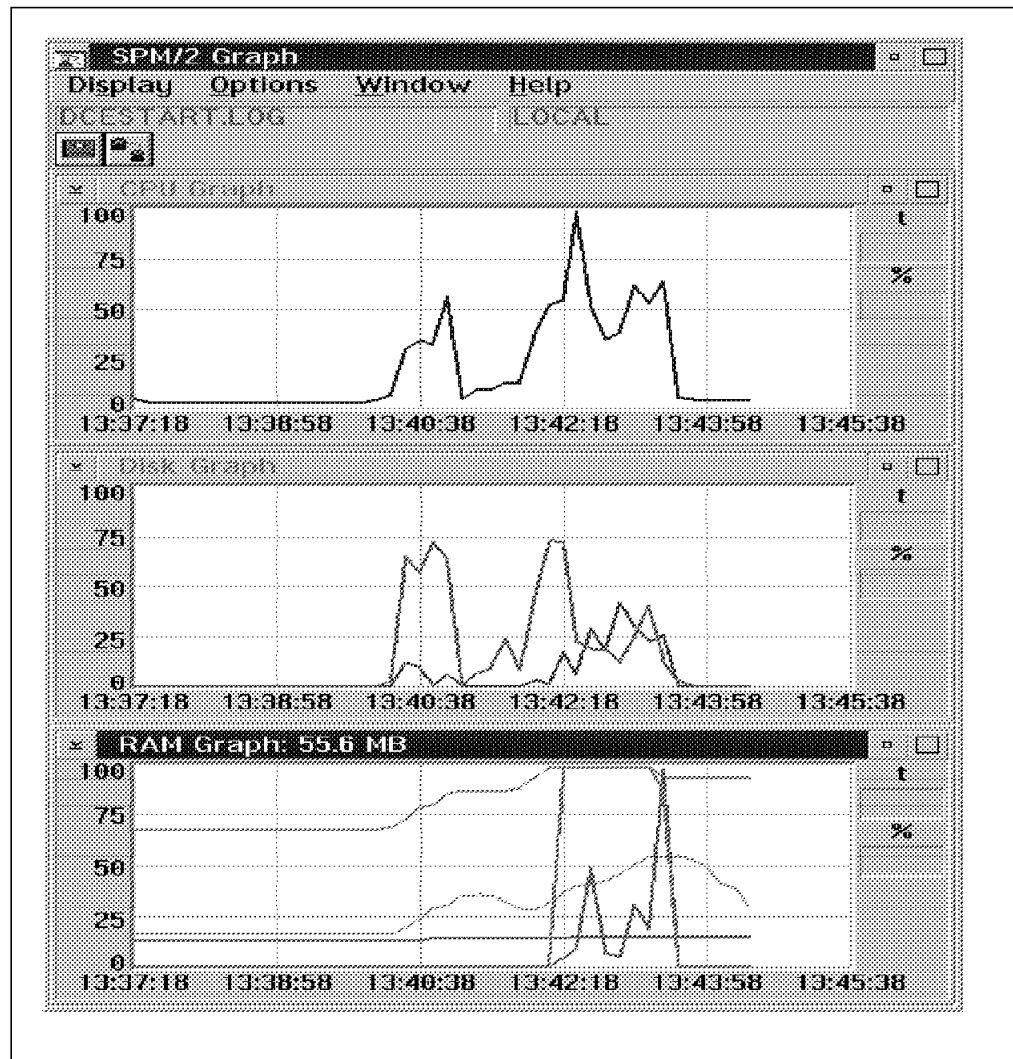 SPM/2 Graph
Display Options Window Help
DCESTART.LOG LOCAL
CPU Graph
100 t
75 %
50
25
0
13:37:18 13:38:58 13:40:38 13:42:18 13:43:58 13:45:38
Disk Graph
100 t
75 %
50
25
0
13:37:18 13:38:58 13:40:38 13:42:18 13:43:58 13:45:38
RAM Graph: 55.6 MB
100 t
75 %
50
25
0
13:37:18 13:38:58 13:40:38 13:42:18 13:43:58 13:45:38